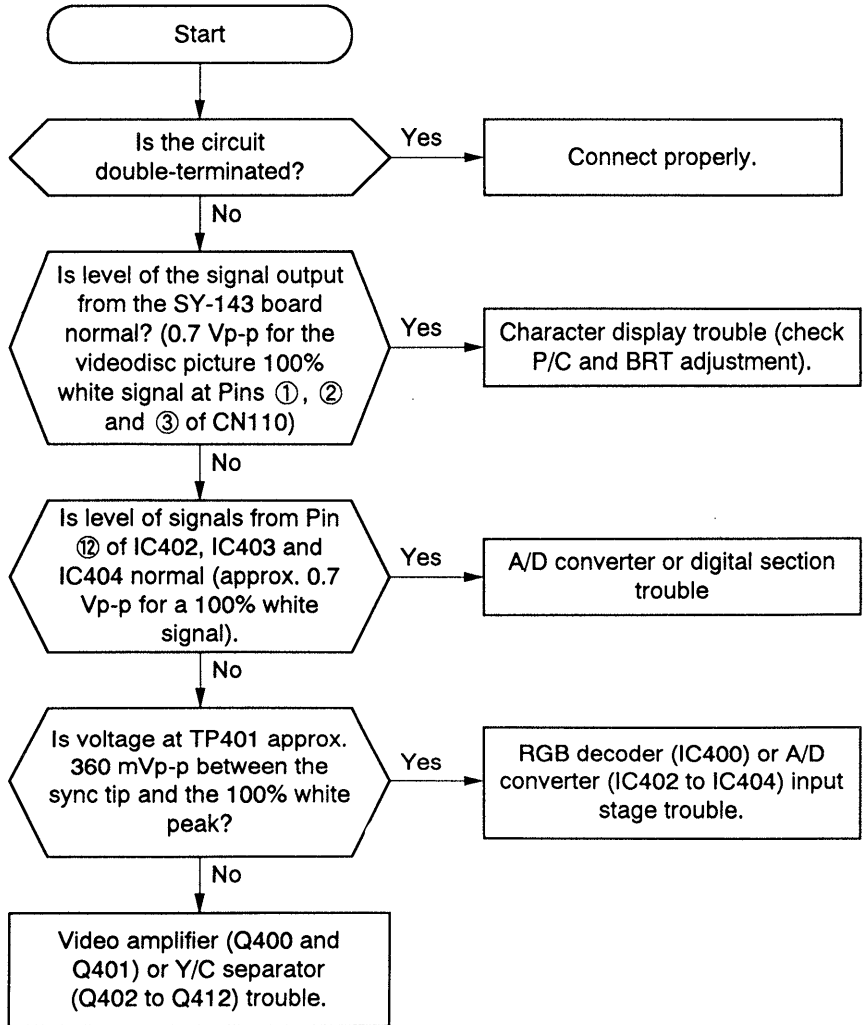 Start
Is the circuit
double-terminated?
Yes
Connect properly.
No
Is level of the signal output
from the SY-143 board
normal? (0.7 Vp-p for the
videodisc picture 100%
white signal at Pins ①, ②
and ③ of CN110)
Yes
Character display trouble (check
P/C and BRT adjustment).
No
Is level of signals from Pin
⑫ of IC402, IC403 and
IC404 normal (approx. 0.7
Vp-p for a 100% white
signal).
Yes
A/D converter or digital section
trouble
No
Is voltage at TP401 approx.
360 mVp-p between the
sync tip and the 100% white
peak?
Yes
RGB decoder (IC400) or A/D
converter (IC402 to IC404) input
stage trouble.
No
Video amplifier (Q400 and
Q401) or Y/C separator
(Q402 to Q412) trouble.